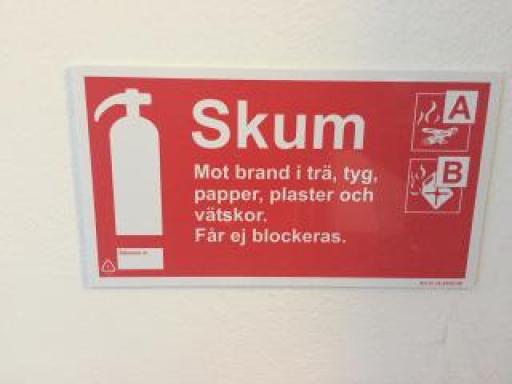 Skum
A
Mot brand i trä, tyg,
papper, plaster och
vätskor.
Får ej blockeras.
B